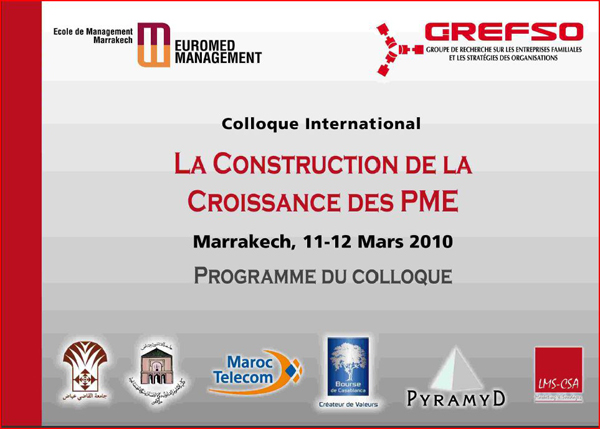 Ecole de Management
Marrakech
EUROMED
MANAGEMENT
GREFSO
GROUPE DE RECHERCHE SUR LES ENTREPRISES FAMILIALES
ET LES STRATÉGIES DES ORGANISATIONS
Colloque International
LA CONSTRUCTION DE LA
CROISSANCE DES PME
Marrakech, 11-12 Mars 2010
PROGRAMME DU COLLOQUE
جامعة القاضي عياض
Maroc
Telecom
Bourse
de Casablanca
Créateur de Valeurs
PYRAMYD
LMS-CSA